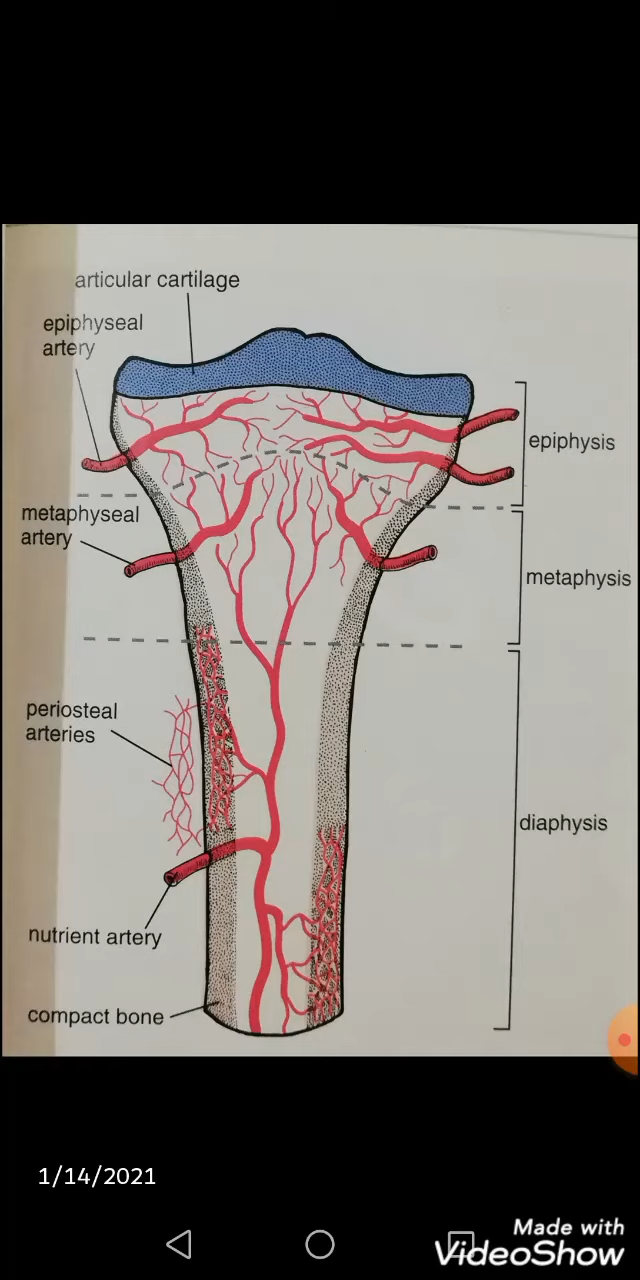 articular cartilage
epiphyseal
artery
epiphysis
metaphyseal
artery
metaphysis
periosteal
arteries
diaphysis
nutrient artery
compact bone
1/14/2021
Made with
VideoShow